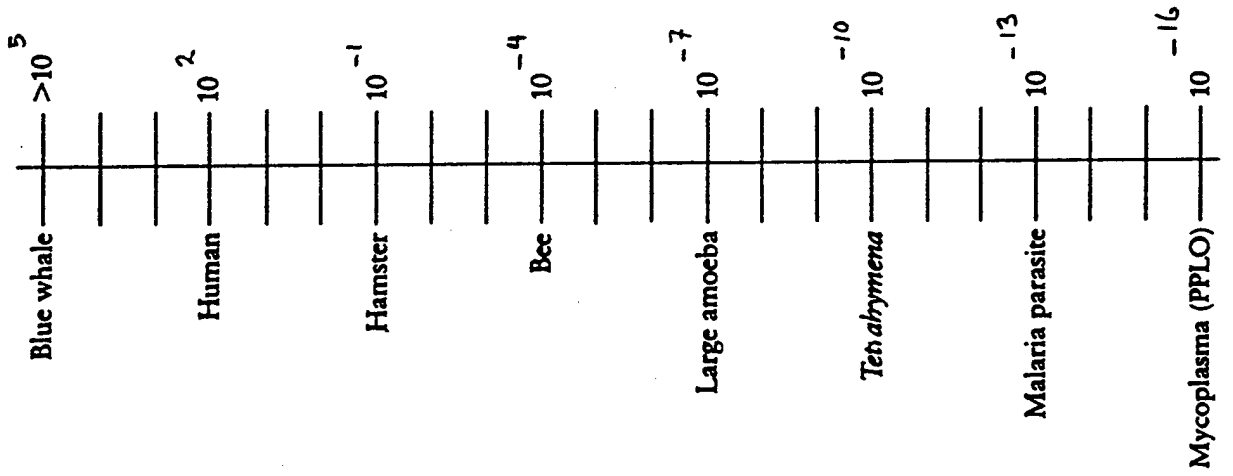 Blue whale >10 5
Human 10 2
Hamster 10 -1
Bee 10 -4
Large amoeba 10 -7
Tetrahymena 10 -10
Malaria parasite 10 -13
Mycoplasma (PPLO) 10 -16